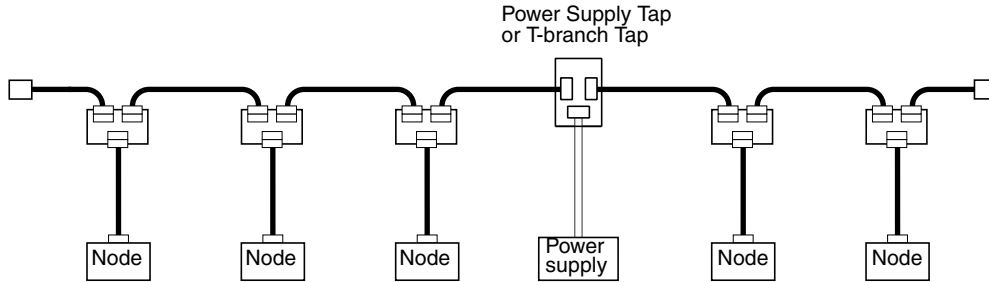 Power Supply Tap
or T-branch Tap
Node
Node
Node
Power
supply
Node
Node